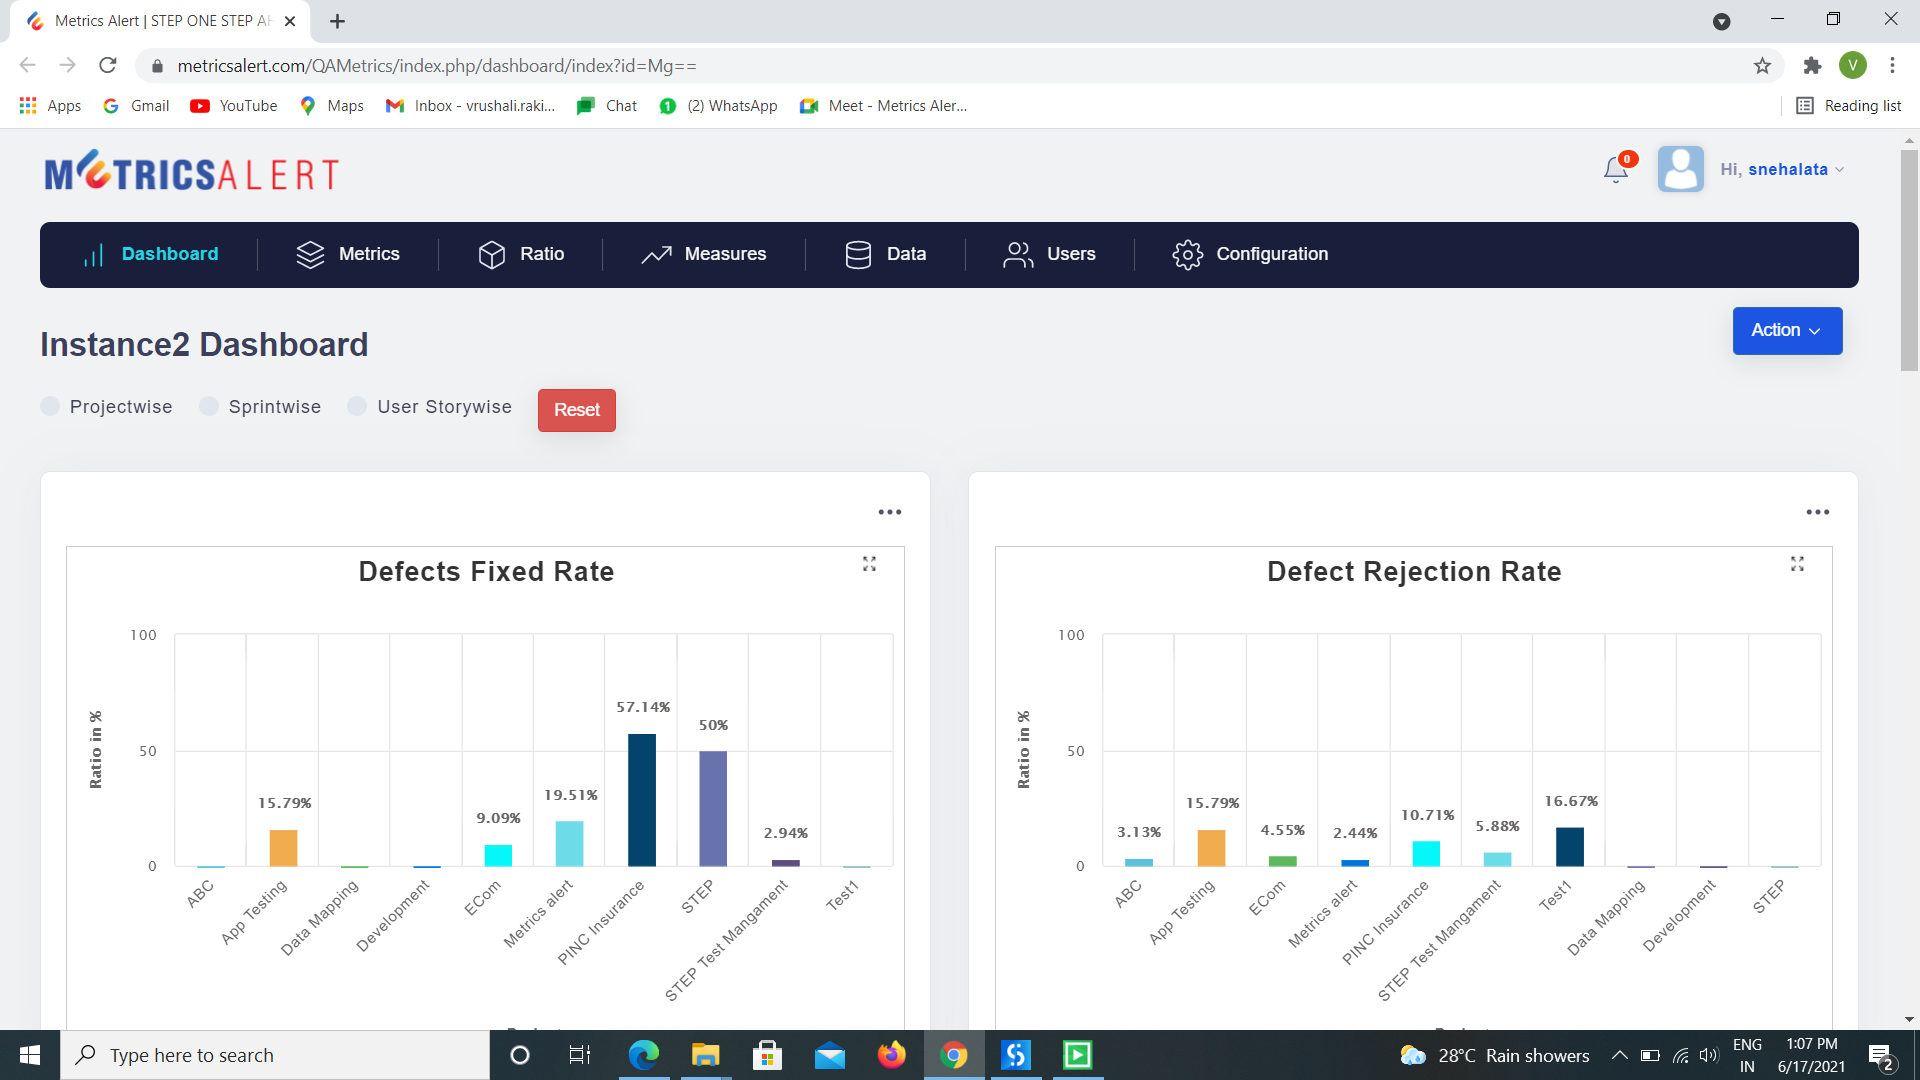 Metrics Alert | STEP ONE STEP AH
metricsalert.com/QAMetrics/index.php/dashboard/index?id=Mg==
V
Apps Gmail YouTube Maps Inbox - vrushali.raki... Chat (2) WhatsApp Meet - Metrics Aler... Reading list
METRICSALERT
0
Hi, snehalata
Dashboard Metrics Ratio Measures Data Users Configuration
Instance2 Dashboard
Action
Projectwise Sprintwise User Storywise Reset
Defects Fixed Rate
Ratio in %
100
50
0
15.79%
9.09%
19.51%
57.14%
50%
2.94%
ABC
App Testing
Data Mapping
Development
ECom
Metrics alert
PINC Insurance
STEP
STEP Test Mangament
Test1
Defect Rejection Rate
Ratio in %
100
50
0
3.13%
15.79%
4.55%
2.44%
10.71%
5.88%
16.67%
ABC
App Testing
ECom
Metrics alert
PINC Insurance
STEP Test Mangament
Test1
Data Mapping
Development
STEP
Type here to search
28°C Rain showers
ENG
IN
1:07 PM
6/17/2021
2